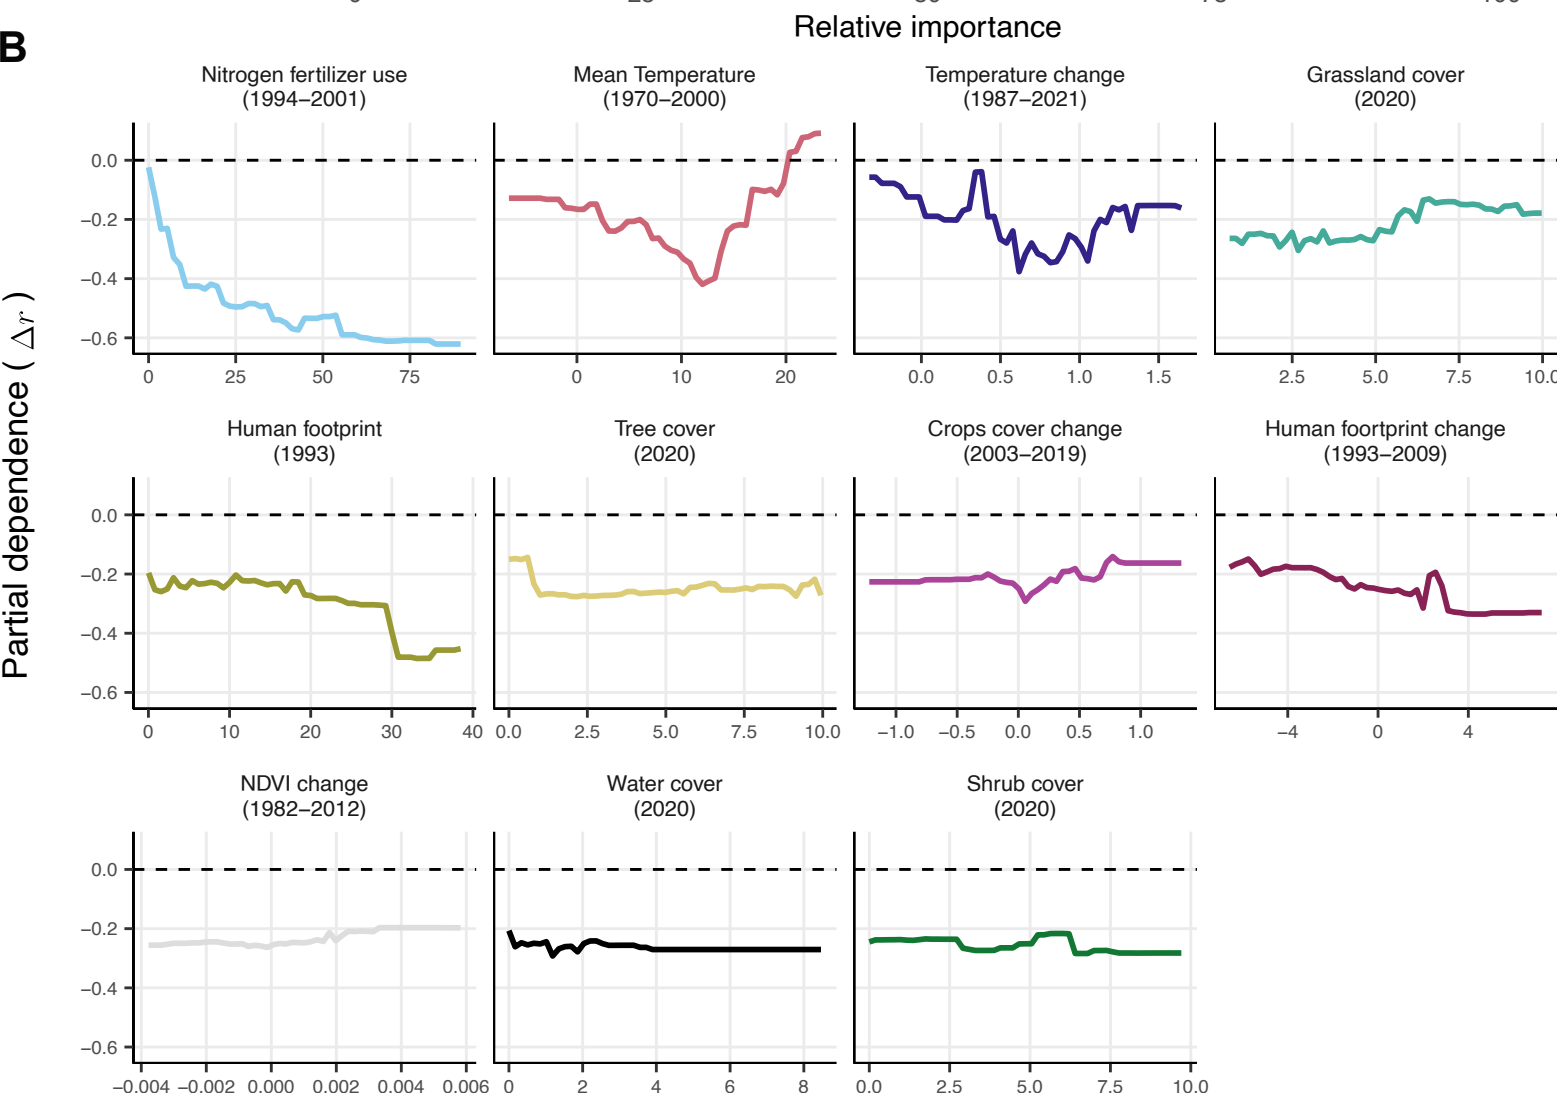 Relative importance
B
Nitrogen fertilizer use
(1994–2001)
Mean Temperature
(1970–2000)
Temperature change
(1987–2021)
Grassland cover
(2020)
0.0
−0.2
−0.4
−0.6
0 25 50 75
0 10 20
0.0 0.5 1.0 1.5
2.5 5.0 7.5 10.0
Partial dependence ( Δr )
Human footprint
(1993)
Tree cover
(2020)
Crops cover change
(2003–2019)
Human foortprint change
(1993–2009)
0.0
−0.2
−0.4
−0.6
0 10 20 30 40
0.0 2.5 5.0 7.5 10.0
−1.0 −0.5 0.0 0.5 1.0
−4 0 4
NDVI change
(1982–2012)
Water cover
(2020)
Shrub cover
(2020)
0.0
−0.2
−0.4
−0.6
−0.004 −0.002 0.000 0.002 0.004 0.006
0 2 4 6 8
0.0 2.5 5.0 7.5 10.0